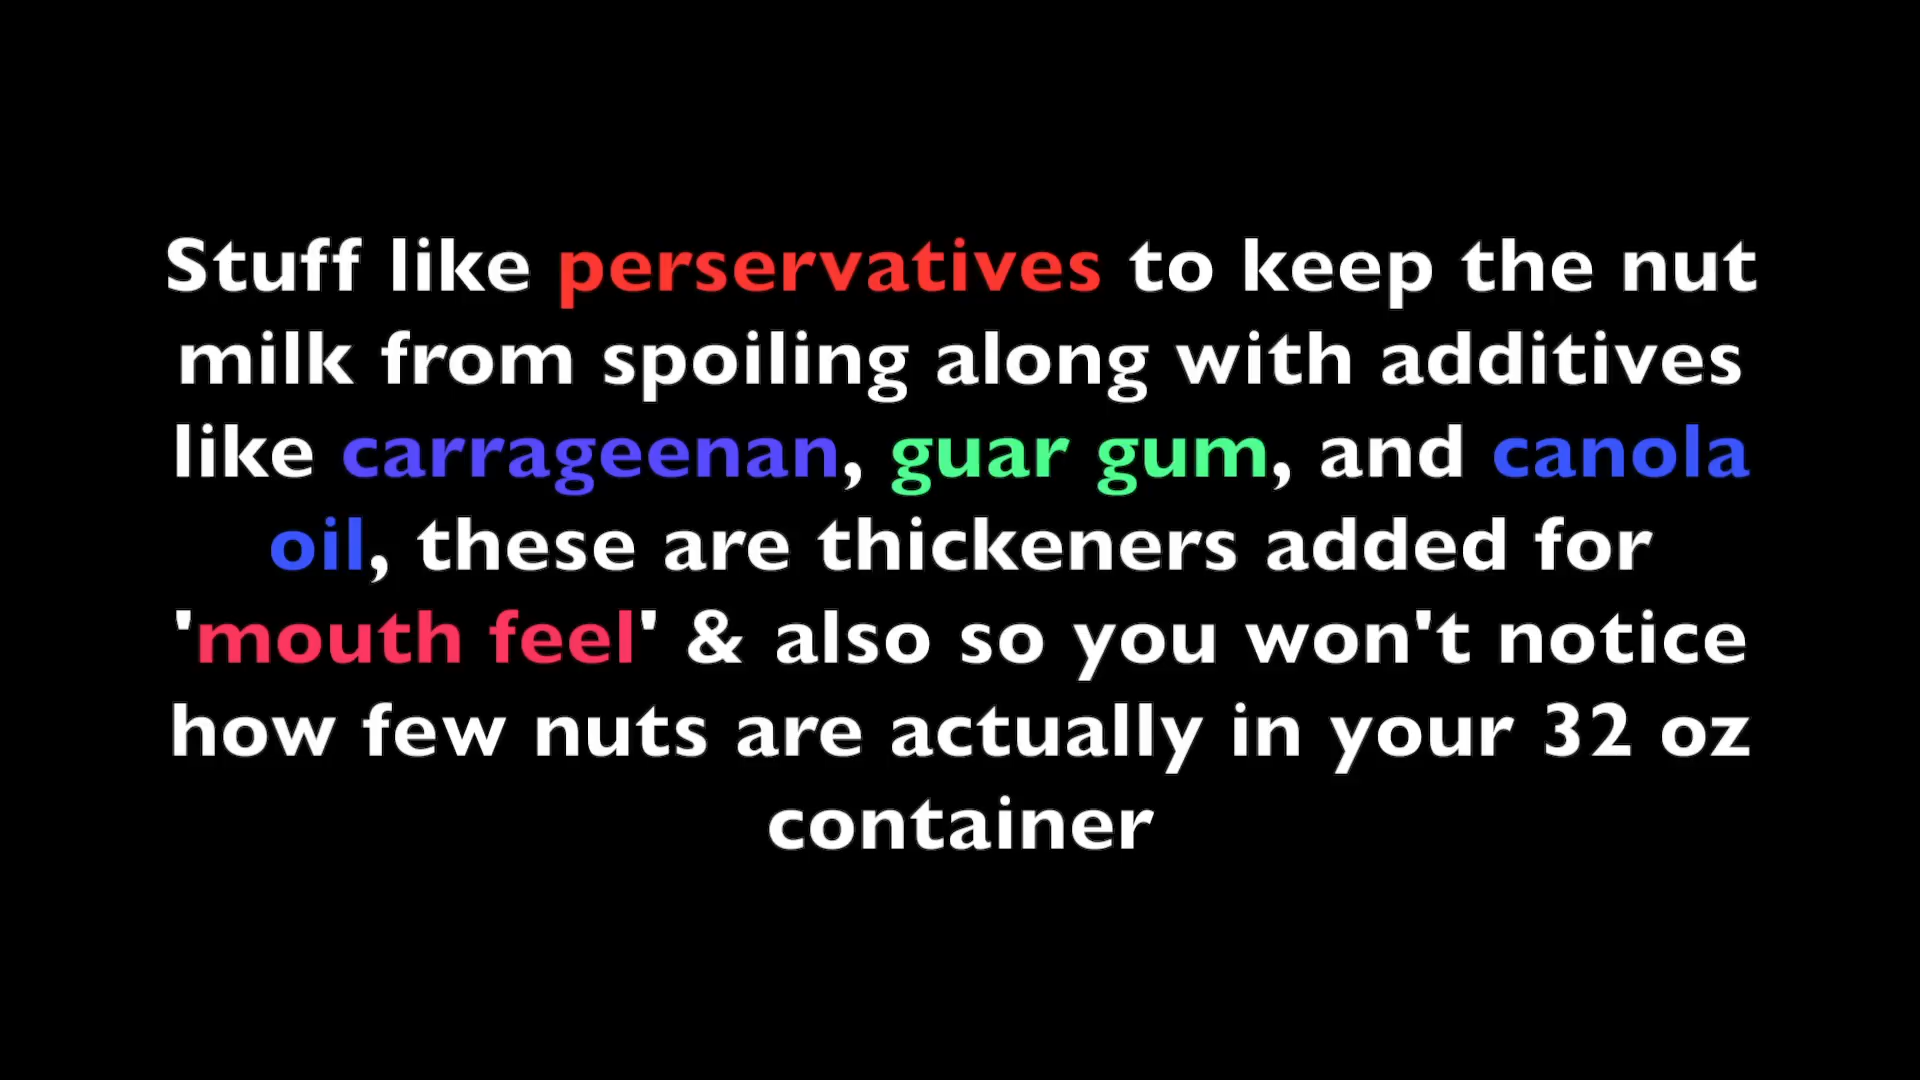 Stuff like perservatives to keep the nut
milk from spoiling along with additives
like carrageenan, guar gum, and canola
oil, these are thickeners added for
'mouth feel' & also so you won't notice
how few nuts are actually in your 32 oz
container